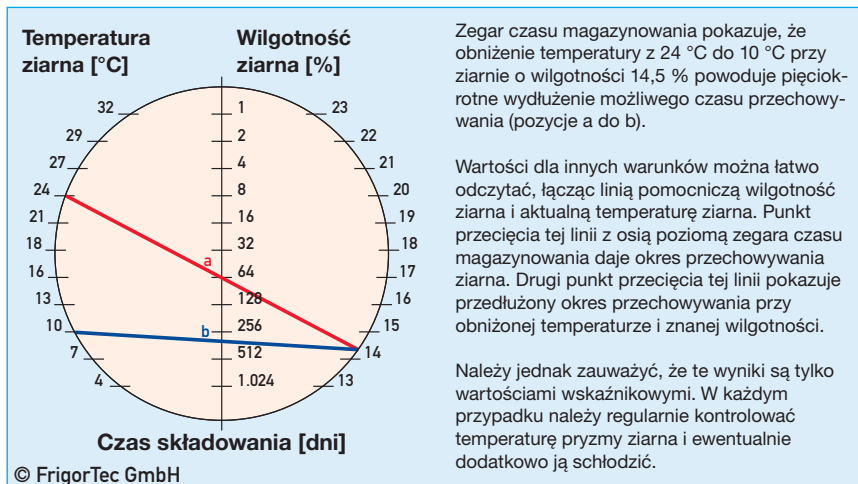 Temperatura
ziarna [°C]
Wilgotność
ziarna [%]
32
29
27
24
21
18
16
13
10
7
4
1
2
4
8
16
32
64
128
256
512
1.024
23
22
21
20
19
18
17
16
15
14
13
a
b
Czas składowania [dni]
© FrigorTec GmbH
Zegar czasu magazynowania pokazuje, że
obniżenie temperatury z 24 °C do 10 °C przy
ziarnie o wilgotności 14,5 % powoduje pięciok-
rotne wydłużenie możliwego czasu przechowy-
wania (pozycje a do b).
Wartości dla innych warunków można łatwo
odczytać, łącząc linią pomocniczą wilgotność
ziarna i aktualną temperaturę ziarna. Punkt
przecięcia tej linii z osią poziomą zegara czasu
magazynowania daje okres przechowywania
ziarna. Drugi punkt przecięcia tej linii pokazuje
przedłużony okres przechowywania przy
obniżonej temperaturze i znanej wilgotności.
Należy jednak zauważyć, że te wyniki są tylko
wartościami wskaźnikowymi. W każdym
przypadku należy regularnie kontrolować
temperaturę pryzmy ziarna i ewentualnie
dodatkowo ją schłodzić.